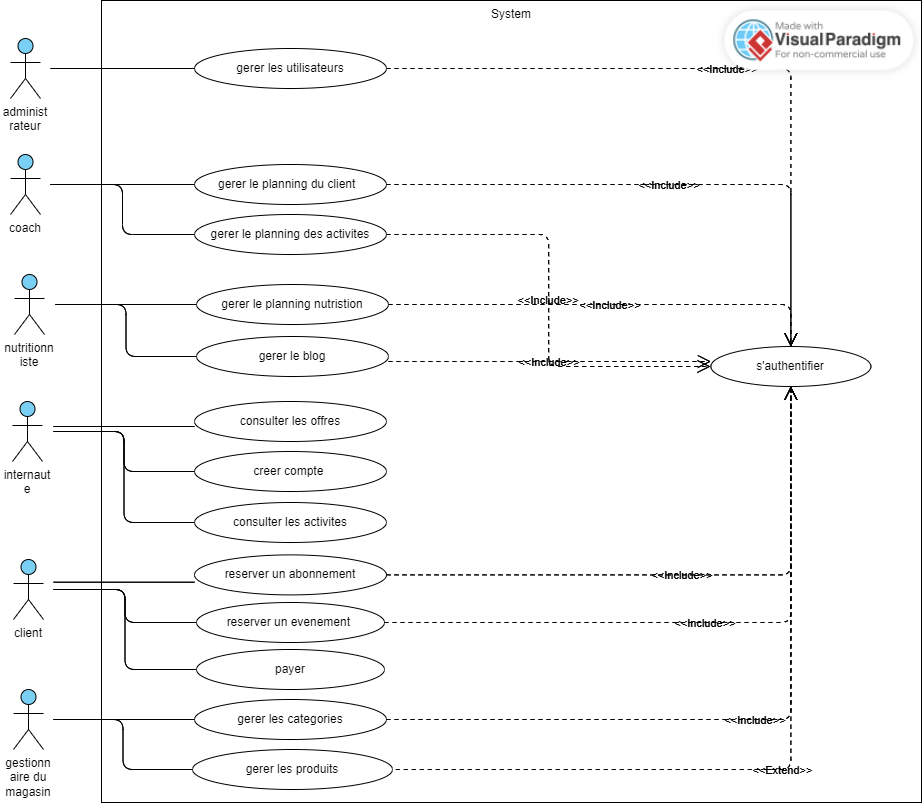 System
Made with
VisualParadigm
For non-commercial use
gerer les utilisateurs
<<Include>>
administ
rateur
gerer le planning du client
<<Include>>
coach
gerer le planning des activites
<<Include>>
gerer le planning nutristion
<<Include>>
nutritionn
iste
gerer le blog
<<Include>>
s'authentifier
consulter les offres
internaut
e
creer compte
consulter les activites
reserver un abonnement
<<Include>>
client
reserver un evenement
<<Include>>
payer
gerer les categories
<<Include>>
gestionn
aire du
magasin
gerer les produits
<<Extend>>